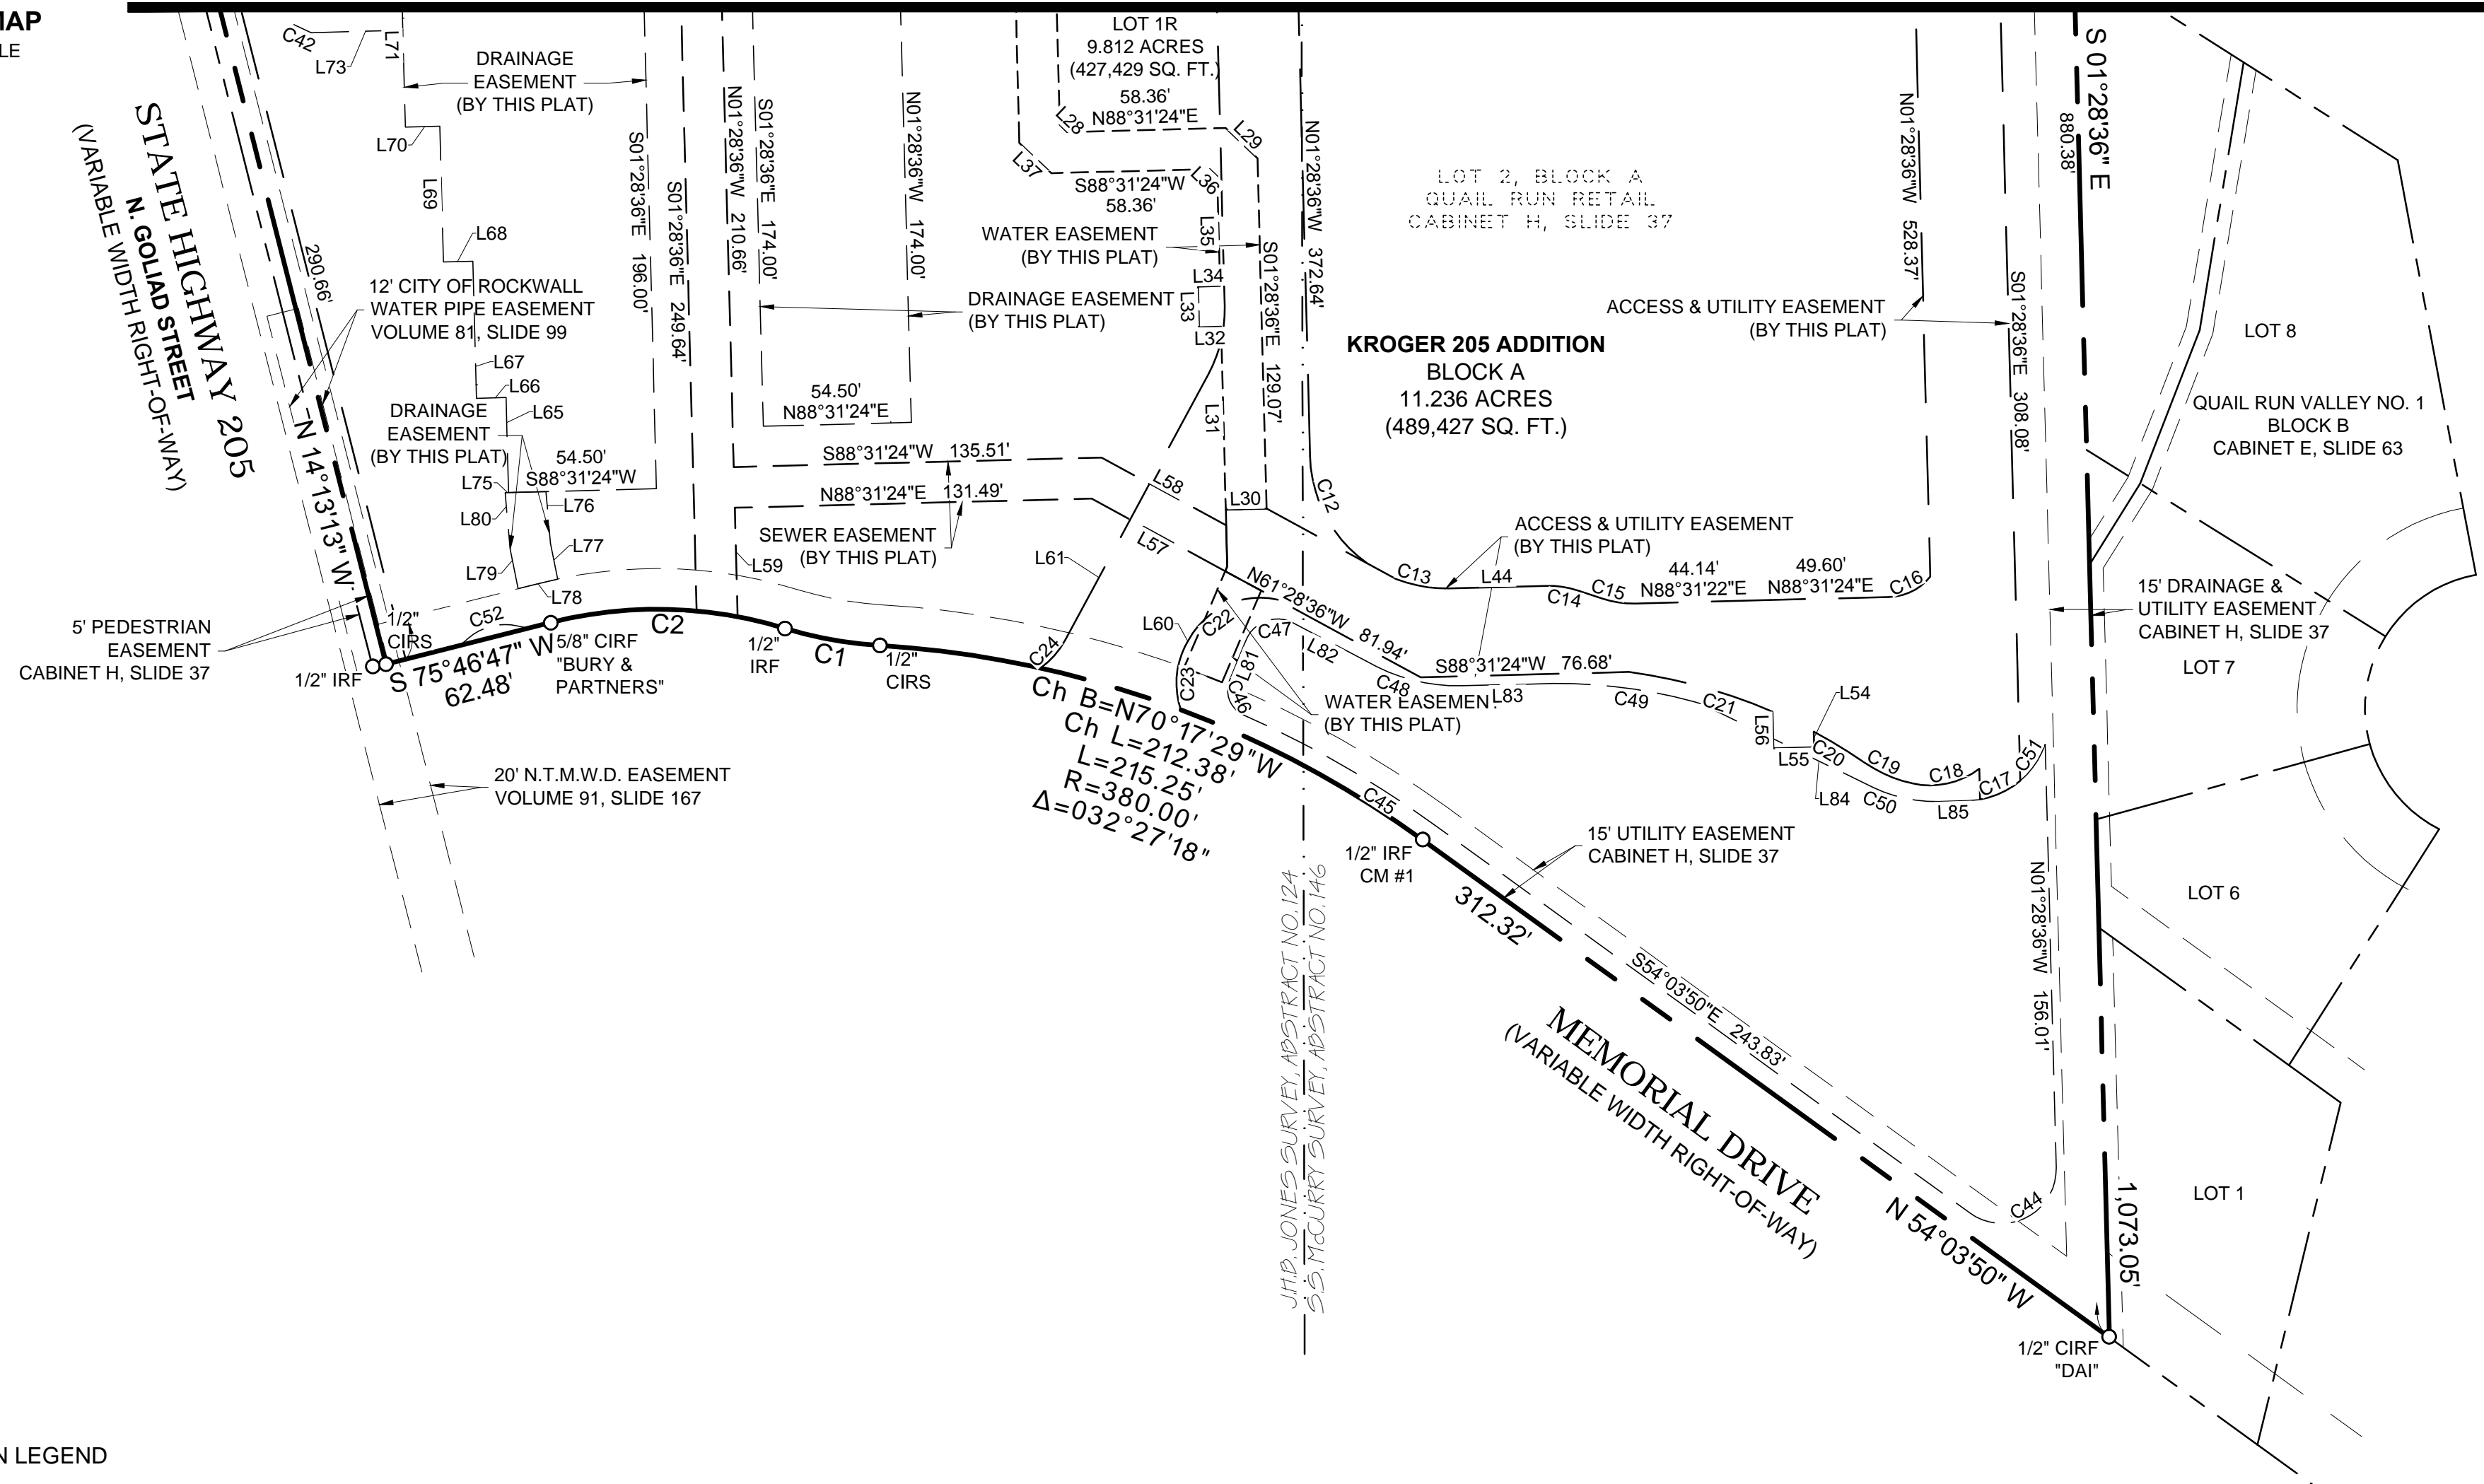 MAP
LE
C42
L73
L71
DRAINAGE
EASEMENT
(BY THIS PLAT)
L70
L69
L68
STATE HIGHWAY 205
N. GOLIAD STREET
(VARIABLE WIDTH RIGHT-OF-WAY)
290.66'
12' CITY OF ROCKWALL
WATER PIPE EASEMENT
VOLUME 81, SLIDE 99
L67
L66
L65
DRAINAGE
EASEMENT
(BY THIS PLAT)
54.50'
S88°31'24"W
L75
L76
L80
L77
L79
L78
N 14°13'13" W
S01°28'36"E 196.00'
S01°28'36"E 249.64'
N01°28'36"W 210.66'
S01°28'36"E 174.00'
N01°28'36"W 174.00'
54.50'
N88°31'24"E
S88°31'24"W 135.51'
N88°31'24"E 131.49'
SEWER EASEMENT
(BY THIS PLAT)
L59
LOT 1R
9.812 ACRES
(427,429 SQ. FT.)
58.36'
N88°31'24"E
L28
L29
L37
S88°31'24"W
58.36'
L36
L35
WATER EASEMENT
(BY THIS PLAT)
L34
L33
L32
DRAINAGE EASEMENT
(BY THIS PLAT)
L31
S01°28'36"E 129.07'
N01°28'36"W 372.64'
L58
L57
L30
L61
L60
LOT 2, BLOCK A
QUAIL RUN RETAIL
CABINET H, SLIDE 37
KROGER 205 ADDITION
BLOCK A
11.236 ACRES
(489,427 SQ. FT.)
ACCESS & UTILITY EASEMENT
(BY THIS PLAT)
N01°28'36"W 528.37'
S01°28'36"E 308.08'
S 01°28'36" E
880.38'
LOT 8
QUAIL RUN VALLEY NO. 1
BLOCK B
CABINET E, SLIDE 63
C12
ACCESS & UTILITY EASEMENT
(BY THIS PLAT)
C13
L44
C14
C15
44.14'
N88°31'22"E
49.60'
N88°31'24"E
C16
15' DRAINAGE &
UTILITY EASEMENT
CABINET H, SLIDE 37
LOT 7
5' PEDESTRIAN
EASEMENT
CABINET H, SLIDE 37
1/2"
CIRS
1/2" IRF
C52
S 75°46'47" W
62.48'
5/8" CIRF
"BURY &
PARTNERS"
C2
1/2"
IRF
C1
1/2"
CIRS
C24
C22
C23
C47
L81
C46
L82
N61°28'36"W 81.94'
C48
S88°31'24"W 76.68'
L83
C49
C21
L54
L56
L55
C20
C19
C18
C17
C51
L84
C50
L85
WATER EASEMEN
(BY THIS PLAT)
Ch B=N70°17'29"W
Ch L=212.38'
L=215.25'
R=380.00'
Δ=032°27'18"
C45
1/2" IRF
CM #1
20' N.T.M.W.D. EASEMENT
VOLUME 91, SLIDE 167
15' UTILITY EASEMENT
CABINET H, SLIDE 37
312.32'
S54°03'50"E 243.83'
N01°28'36"W 156.01'
LOT 6
J.H.B. JONES SURVEY, ABSTRACT NO.124
S.S. McCURRY SURVEY, ABSTRACT NO.146
MEMORIAL DRIVE
(VARIABLE WIDTH RIGHT-OF-WAY)
C44
N 54°03'50" W
1,073.05'
LOT 1
1/2" CIRF
"DAI"
N LEGEND